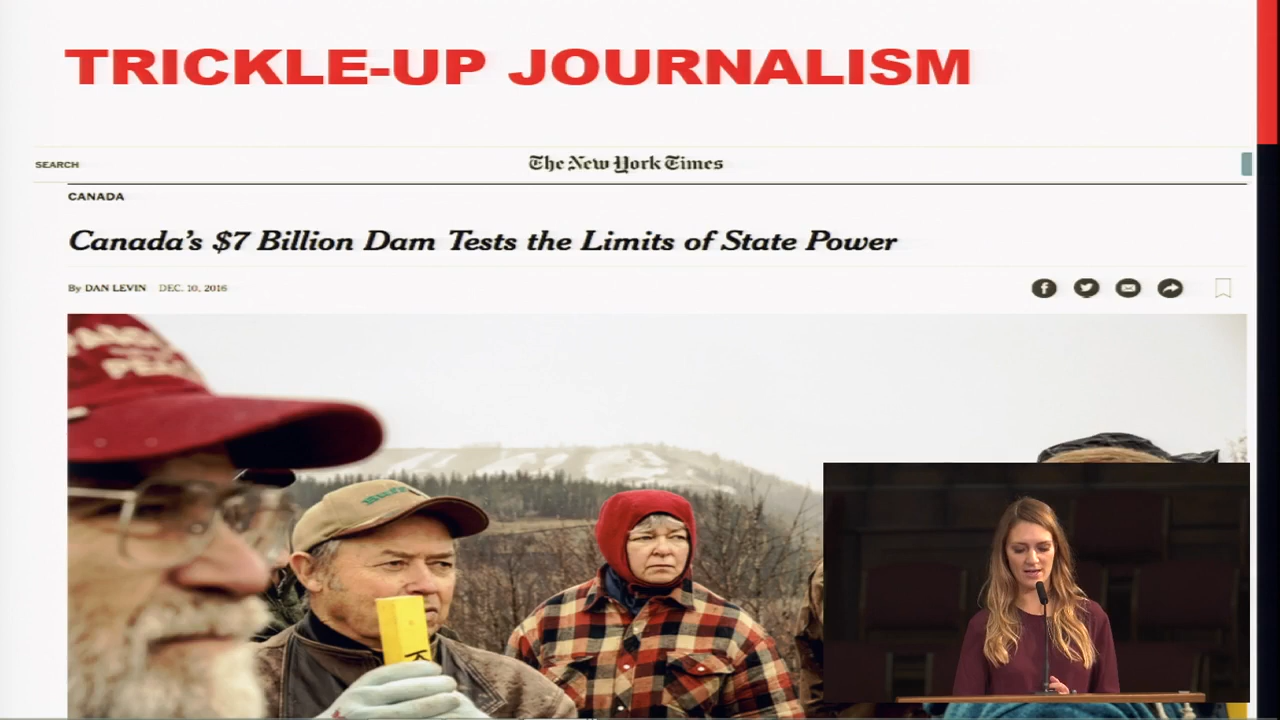 TRICKLE-UP JOURNALISM
SEARCH
The New York Times
CANADA
Canada's $7 Billion Dam Tests the Limits of State Power
By DAN LEVIN DEC. 10, 2016
K